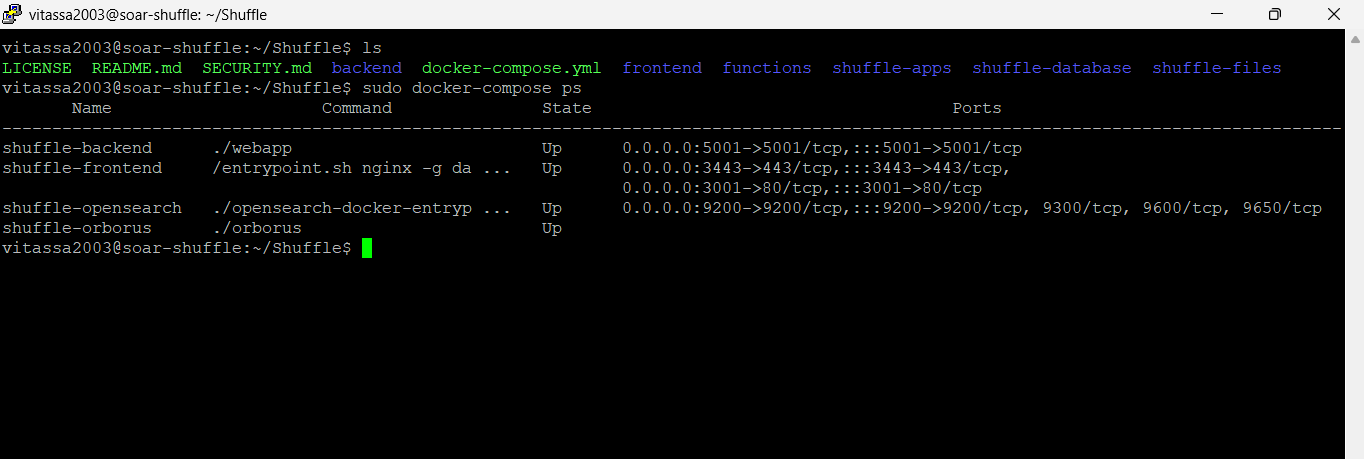 vitassa2003@soar-shuffle: ~/Shuffle
vitassa2003@soar-shuffle:~/Shuffle$ ls
LICENSE README.md SECURITY.md backend docker-compose.yml frontend functions shuffle-apps shuffle-database shuffle-files
vitassa2003@soar-shuffle:~/Shuffle$ sudo docker-compose ps
Name Command State Ports
--------------------------------------------------------------------------------------------------------------------------------------
shuffle-backend ./webapp Up 0.0.0.0:5001->5001/tcp,:::5001->5001/tcp
shuffle-frontend /entrypoint.sh nginx -g da ... Up 0.0.0.0:3443->443/tcp,:::3443->443/tcp,
0.0.0.0:3001->80/tcp,:::3001->80/tcp
shuffle-opensearch ./opensearch-docker-entryp ... Up 0.0.0.0:9200->9200/tcp,:::9200->9200/tcp, 9300/tcp, 9600/tcp, 9650/tcp
shuffle-orborus ./orborus Up
vitassa2003@soar-shuffle:~/Shuffle$